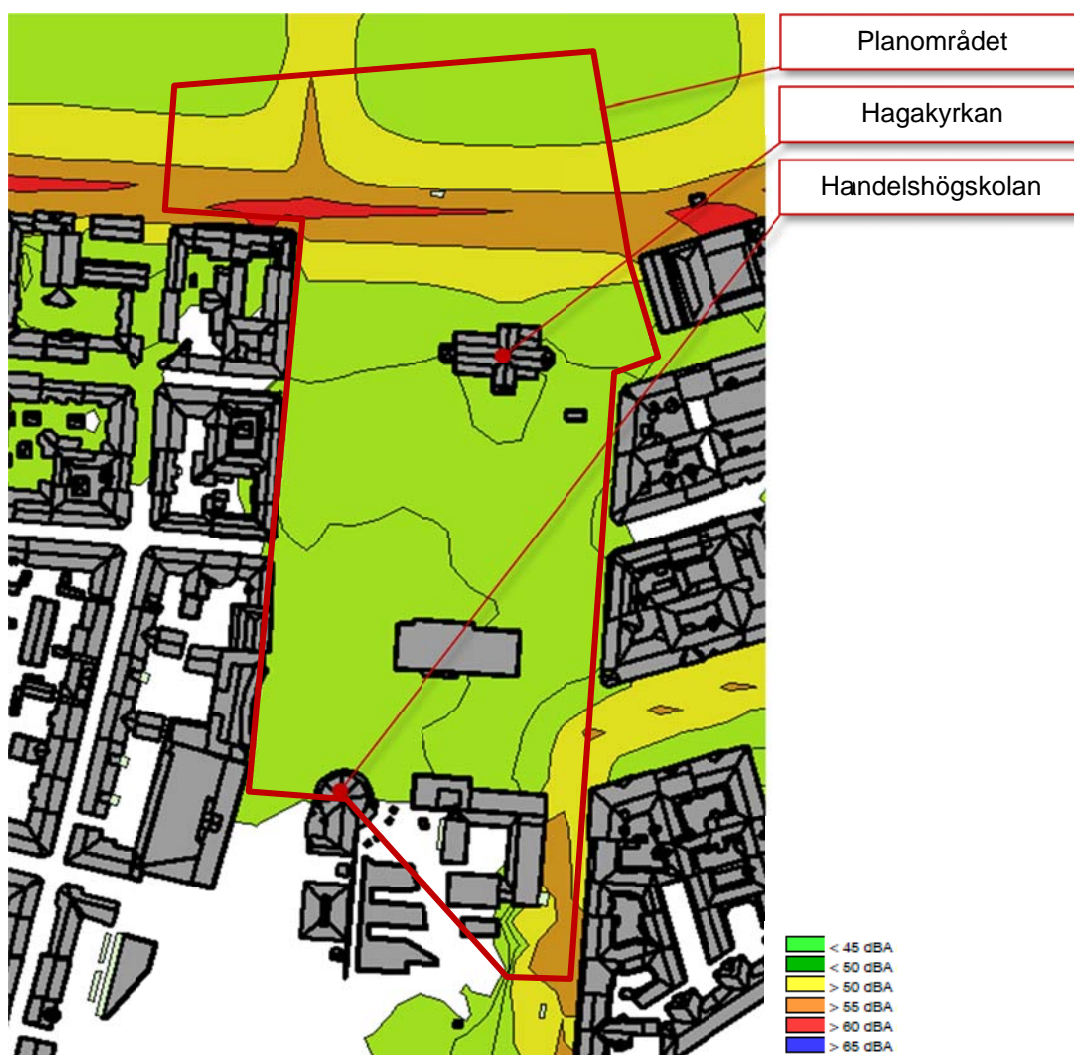 Planområdet
Hagakyrkan
Handelshögskolan
< 45 dBA
< 50 dBA
> 50 dBA
> 55 dBA
> 60 dBA
> 65 dBA